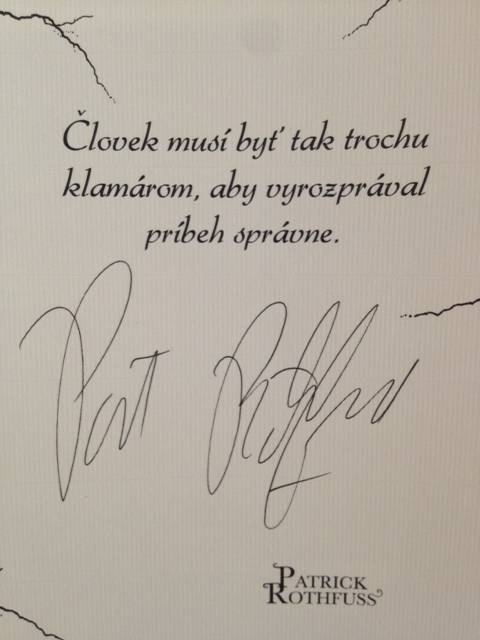 Človek musí byť tak trochu
klamárom, aby vyrozprával
príbeh správne.
Pat Rothfuss
PATRICK
ROTHFUSS